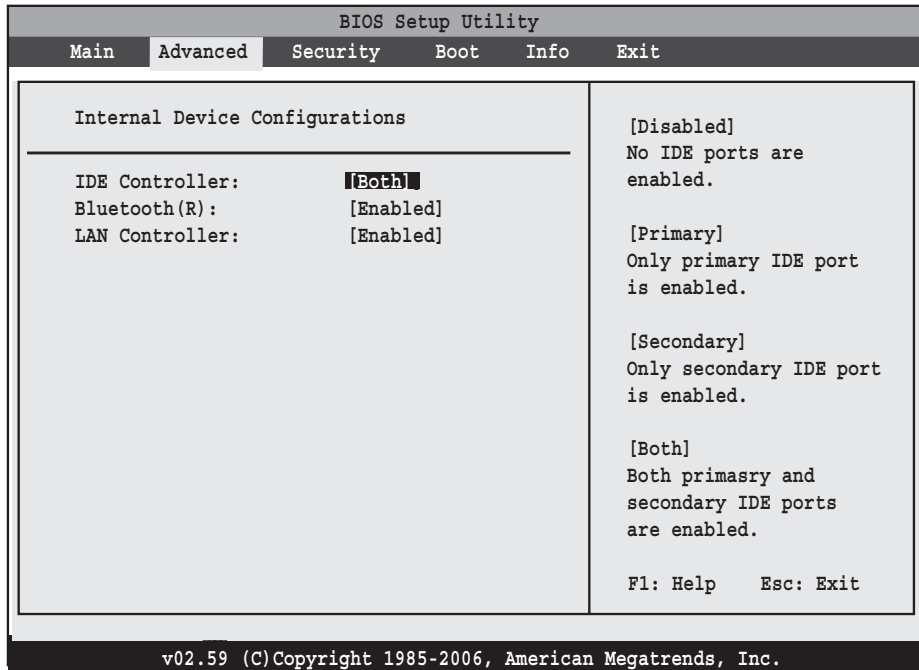 BIOS Setup Utility
Main Advanced Security Boot Info Exit
Internal Device Configurations
IDE Controller: [Both]
Bluetooth(R): [Enabled]
LAN Controller: [Enabled]
[Disabled]
No IDE ports are
enabled.
[Primary]
Only primary IDE port
is enabled.
[Secondary]
Only secondary IDE port
is enabled.
[Both]
Both primasry and
secondary IDE ports
are enabled.
F1: Help Esc: Exit
v02.59 (C)Copyright 1985-2006, American Megatrends, Inc.